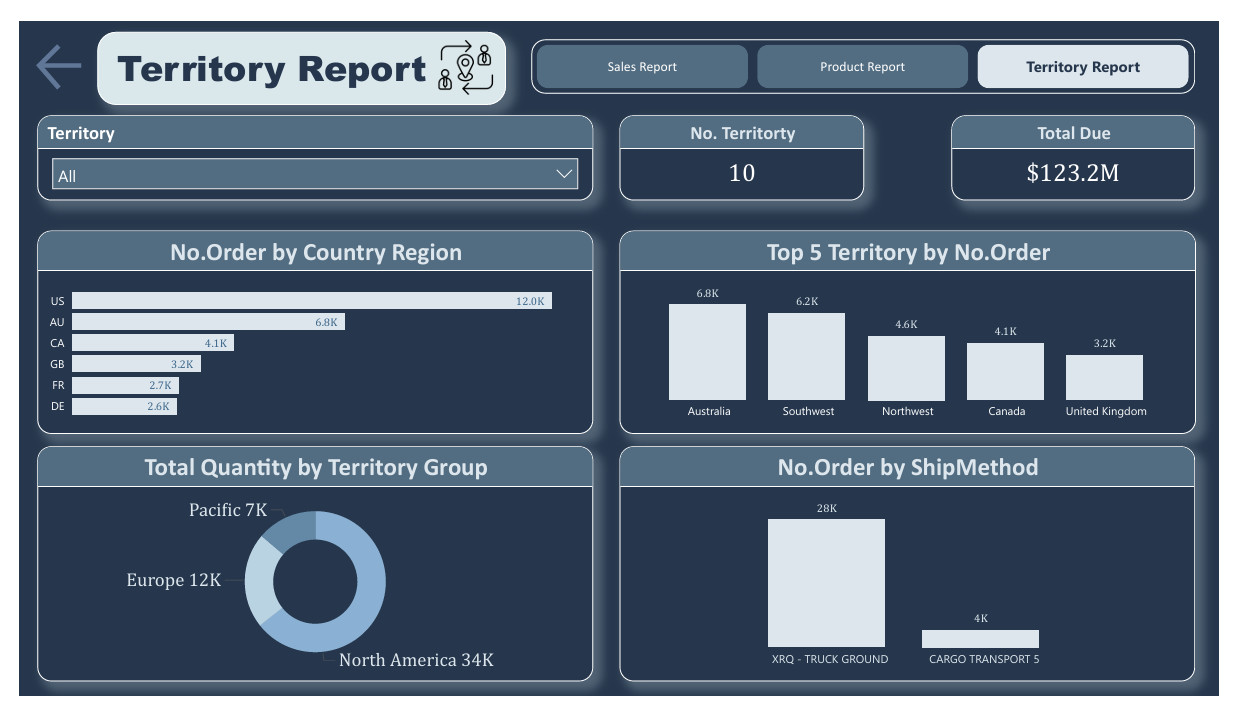 Territory Report
Sales Report
Product Report
Territory Report
Territory
All
No. Territorty
10
Total Due
$123.2M
No.Order by Country Region
US 12.0K
AU 6.8K
CA 4.1K
GB 3.2K
FR 2.7K
DE 2.6K
Top 5 Territory by No.Order
6.8K 6.2K 4.6K 4.1K 3.2K
Australia Southwest Northwest Canada United Kingdom
Total Quantity by Territory Group
Pacific 7K
Europe 12K
North America 34K
No.Order by ShipMethod
28K 4K
XRQ - TRUCK GROUND CARGO TRANSPORT 5